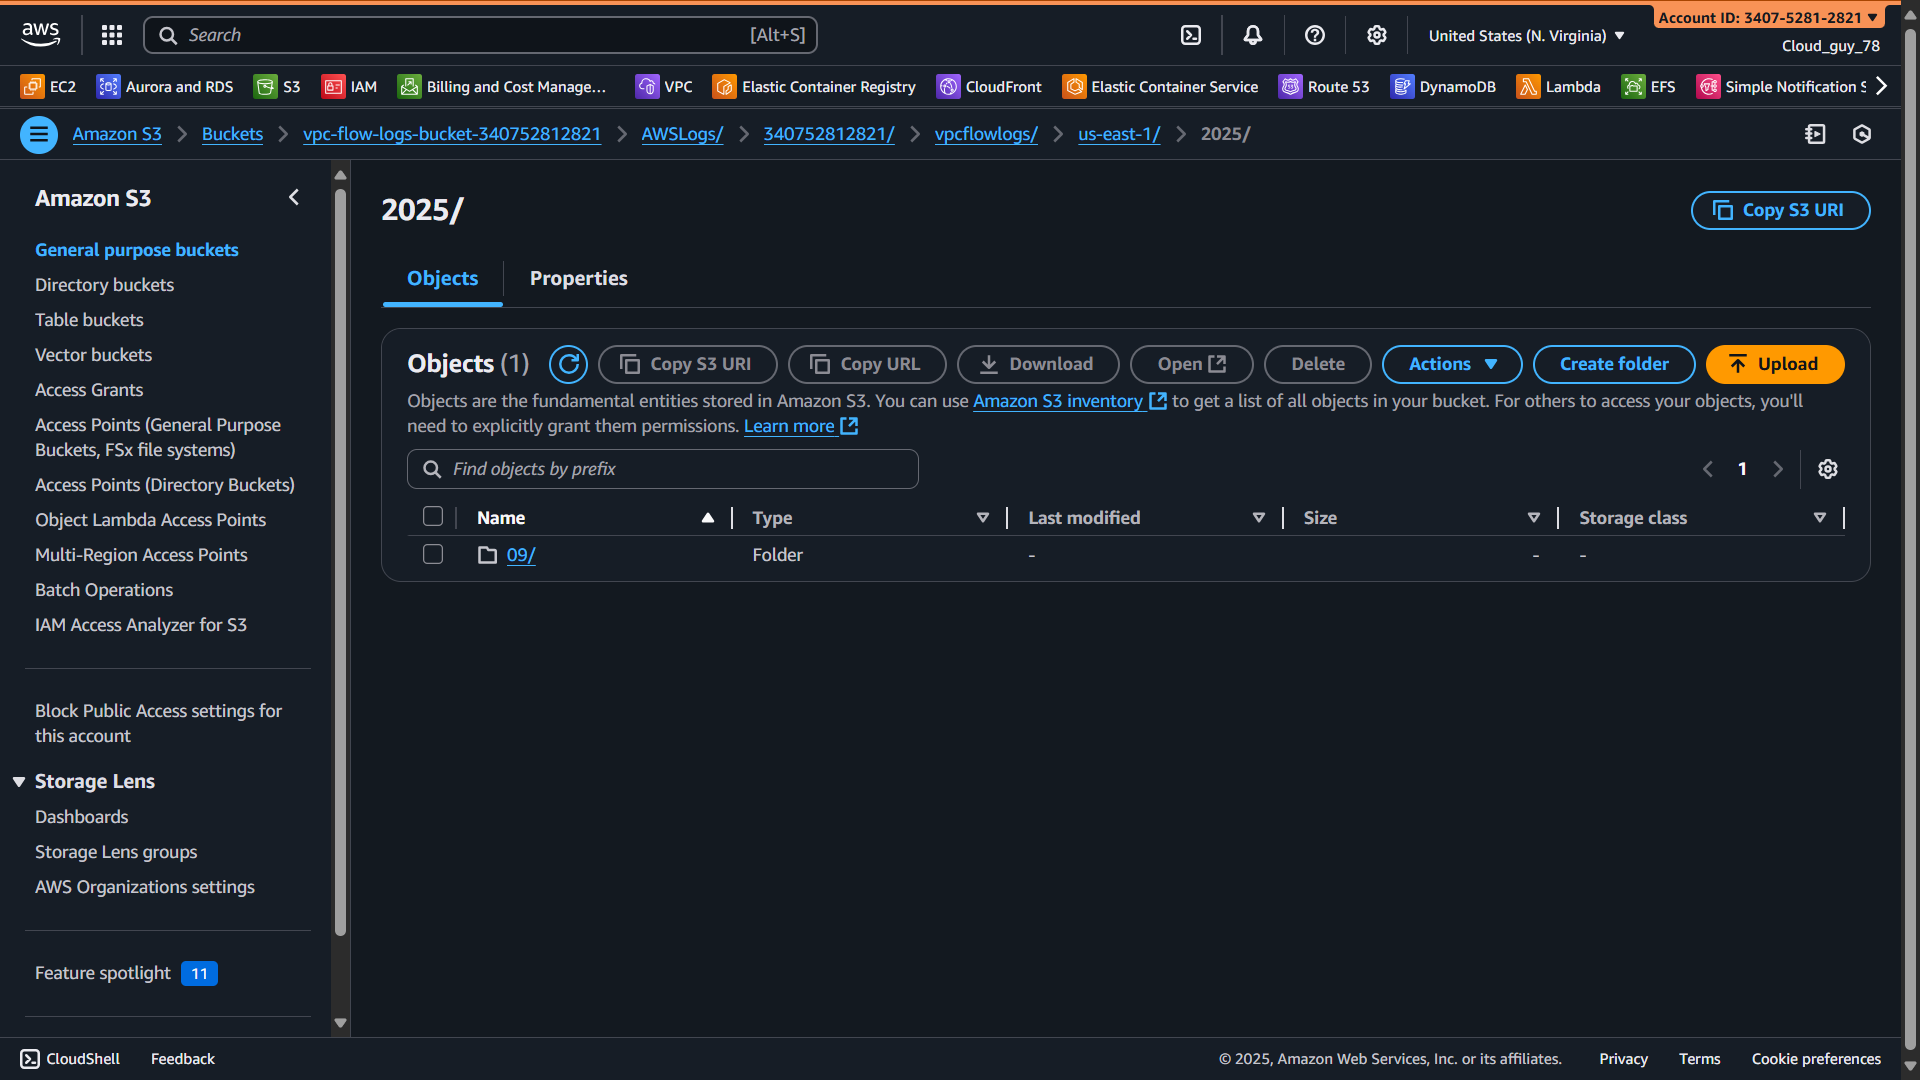 aws
Search [Alt+S]
United States (N. Virginia)
Account ID: 3407-5281-2821
Cloud_guy_78
EC2
Aurora and RDS
S3
IAM
Billing and Cost Manage...
VPC
Elastic Container Registry
CloudFront
Elastic Container Service
Route 53
DynamoDB
Lambda
EFS
Simple Notification S
Amazon S3
Buckets
vpc-flow-logs-bucket-340752812821
AWSLogs/
340752812821/
vpcflowlogs/
us-east-1/
2025/
Amazon S3
General purpose buckets
Directory buckets
Table buckets
Vector buckets
Access Grants
Access Points (General Purpose
Buckets, FSx file systems)
Access Points (Directory Buckets)
Object Lambda Access Points
Multi-Region Access Points
Batch Operations
IAM Access Analyzer for S3
Block Public Access settings for
this account
Storage Lens
Dashboards
Storage Lens groups
AWS Organizations settings
Feature spotlight 11
2025/
Copy S3 URI
Objects
Properties
Objects (1)
Copy S3 URI
Copy URL
Download
Open
Delete
Actions
Create folder
Upload
Objects are the fundamental entities stored in Amazon S3. You can use Amazon S3 inventory to get a list of all objects in your bucket. For others to access your objects, you'll
need to explicitly grant them permissions. Learn more
Find objects by prefix
1
Name Type Last modified Size Storage class
09/ Folder - - -
CloudShell
Feedback
© 2025, Amazon Web Services, Inc. or its affiliates.
Privacy
Terms
Cookie preferences